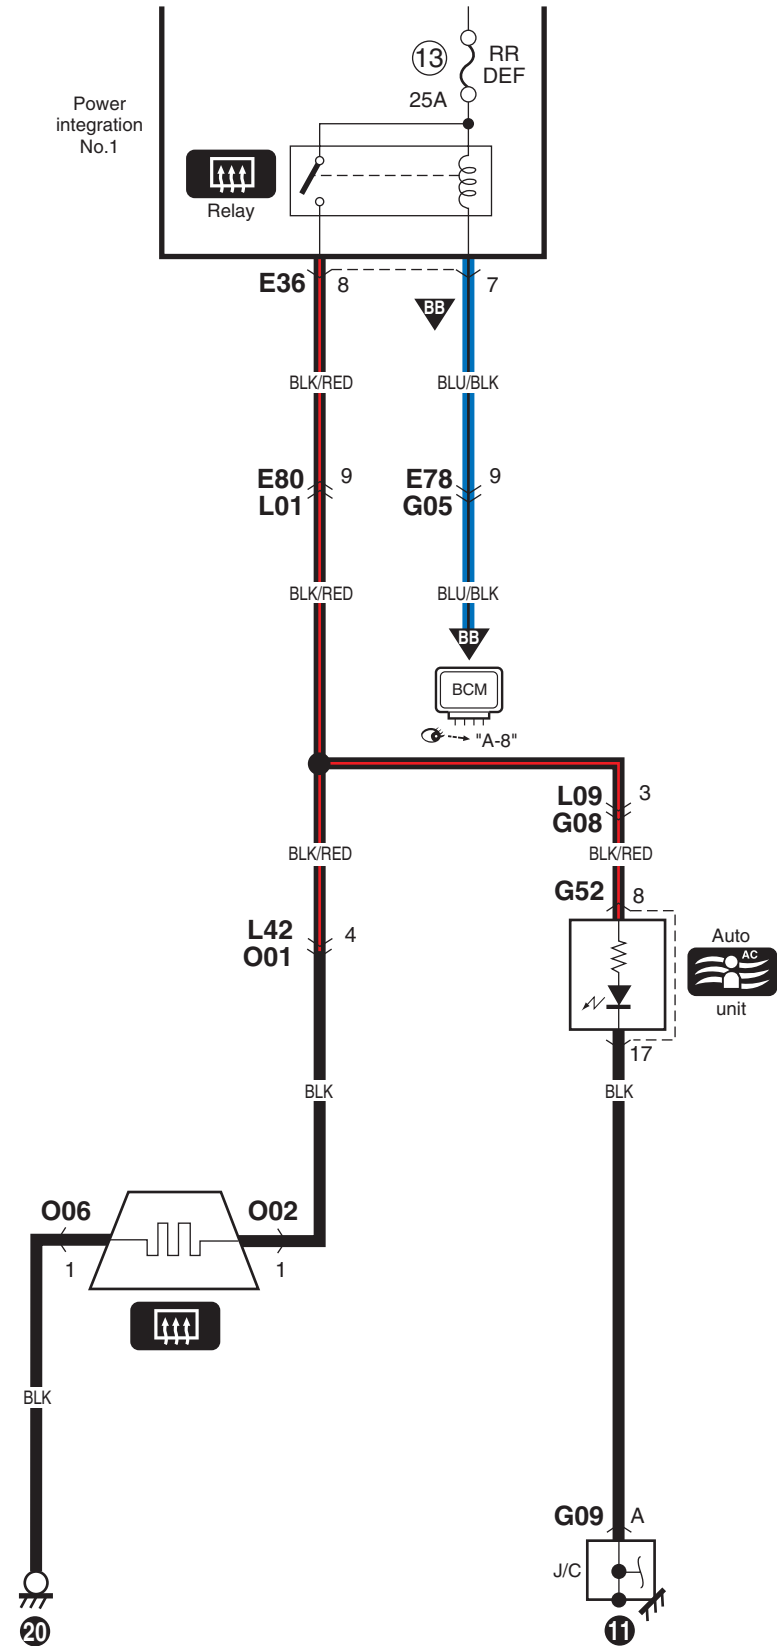 13
RR
DEF
25A
Power
integration
No.1
Relay
E36
8
7
BB
BLK/RED
BLU/BLK
E80
L01
9
E78
G05
9
BLK/RED
BLU/BLK
BB
BCM
"A-8"
L09
G08
3
BLK/RED
BLK/RED
G52
8
L42
O01
4
Auto
AC
unit
17
BLK
BLK
O06
O02
1
1
BLK
G09
A
J/C
20
11